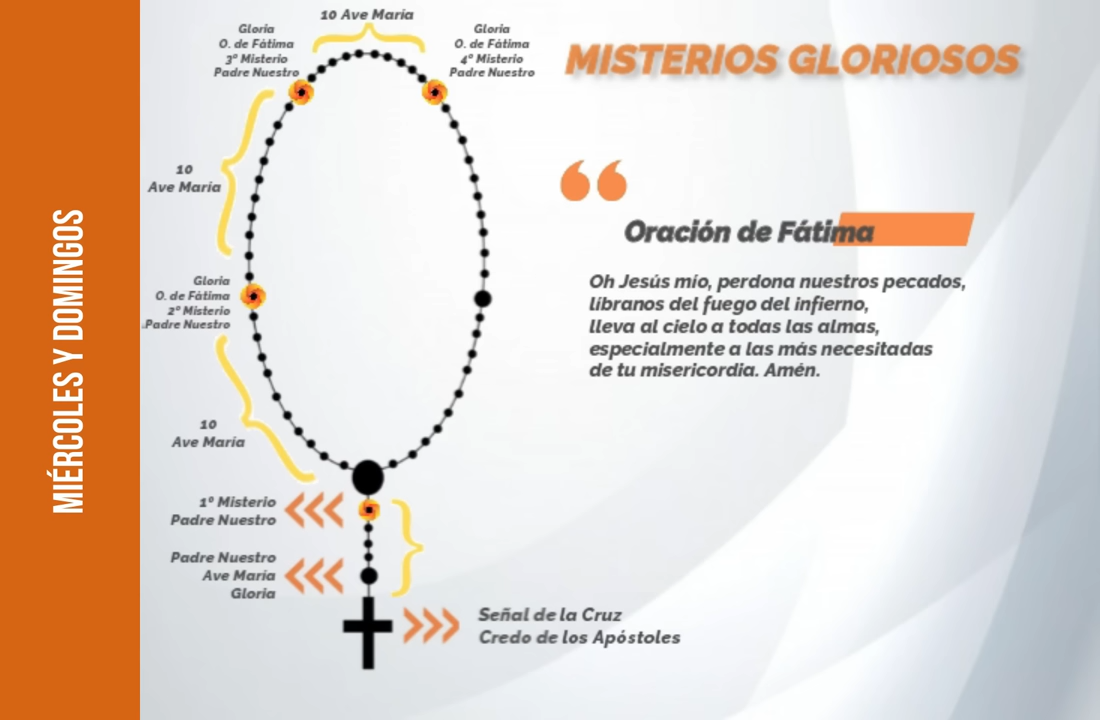 MIÉRCOLES Y DOMINGOS
10 Ave María
Gloria
O. de Fátima
3º Misterio
Padre Nuestro
Gloria
O. de Fátima
4º Misterio
Padre Nuestro
MISTERIOS GLORIOSOS
10
Ave María
“
Oración de Fátima
Oh Jesús mío, perdona nuestros pecados,
líbranos del fuego del infierno,
lleva al cielo a todas las almas,
especialmente a las más necesitadas
de tu misericordia. Amén.
Gloria
O. de Fátima
2º Misterio
.Padre Nuestro
10
Ave María
1º Misterio
Padre Nuestro
Padre Nuestro
Ave María
Gloria
Señal de la Cruz
Credo de los Apóstoles